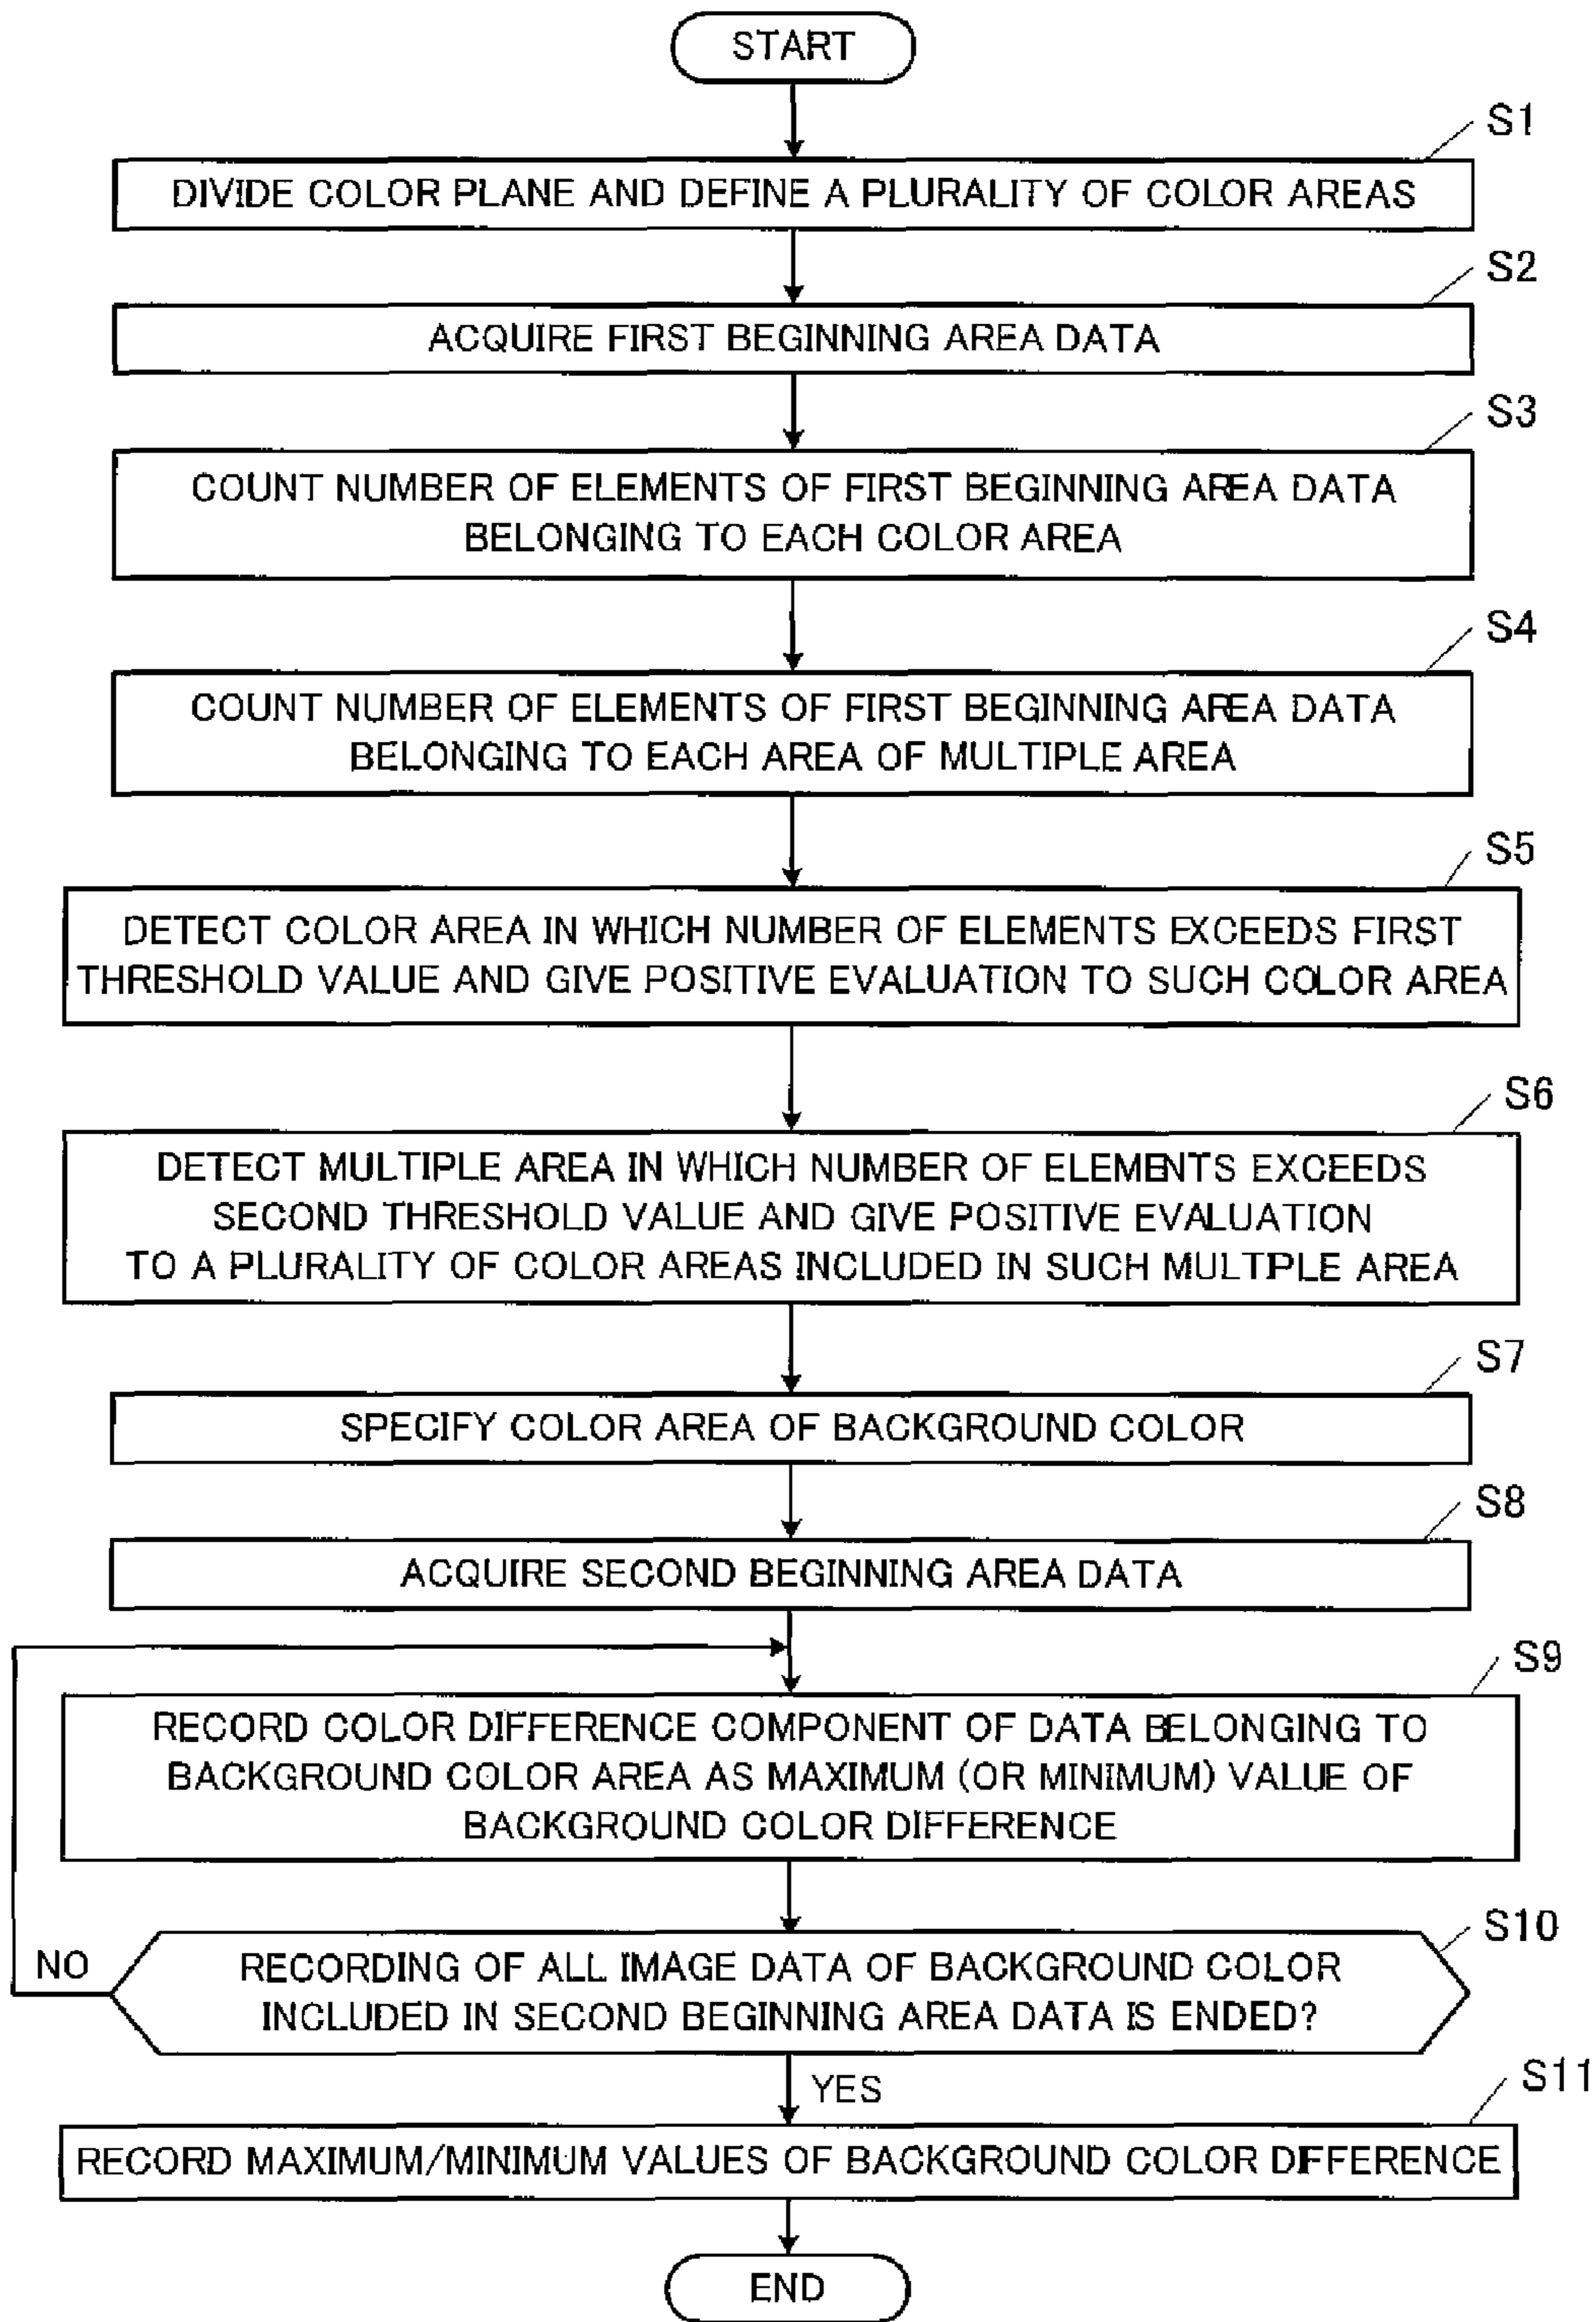 START
S1
DIVIDE COLOR PLANE AND DEFINE A PLURALITY OF COLOR AREAS
S2
ACQUIRE FIRST BEGINNING AREA DATA
S3
COUNT NUMBER OF ELEMENTS OF FIRST BEGINNING AREA DATA
BELONGING TO EACH COLOR AREA
S4
COUNT NUMBER OF ELEMENTS OF FIRST BEGINNING AREA DATA
BELONGING TO EACH AREA OF MULTIPLE AREA
S5
DETECT COLOR AREA IN WHICH NUMBER OF ELEMENTS EXCEEDS FIRST
THRESHOLD VALUE AND GIVE POSITIVE EVALUATION TO SUCH COLOR AREA
S6
DETECT MULTIPLE AREA IN WHICH NUMBER OF ELEMENTS EXCEEDS
SECOND THRESHOLD VALUE AND GIVE POSITIVE EVALUATION
TO A PLURALITY OF COLOR AREAS INCLUDED IN SUCH MULTIPLE AREA
S7
SPECIFY COLOR AREA OF BACKGROUND COLOR
S8
ACQUIRE SECOND BEGINNING AREA DATA
S9
RECORD COLOR DIFFERENCE COMPONENT OF DATA BELONGING TO
BACKGROUND COLOR AREA AS MAXIMUM (OR MINIMUM) VALUE OF
BACKGROUND COLOR DIFFERENCE
S10
NO
RECORDING OF ALL IMAGE DATA OF BACKGROUND COLOR
INCLUDED IN SECOND BEGINNING AREA DATA IS ENDED?
YES
S11
RECORD MAXIMUM/MINIMUM VALUES OF BACKGROUND COLOR DIFFERENCE
END